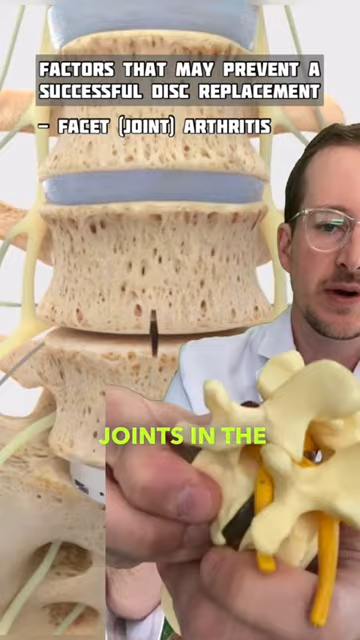 FACTORS THAT MAY PREVENT A
SUCCESSFUL DISC REPLACEMENT
- FACET (JOINT) ARTHRITIS
JOINTS IN THE